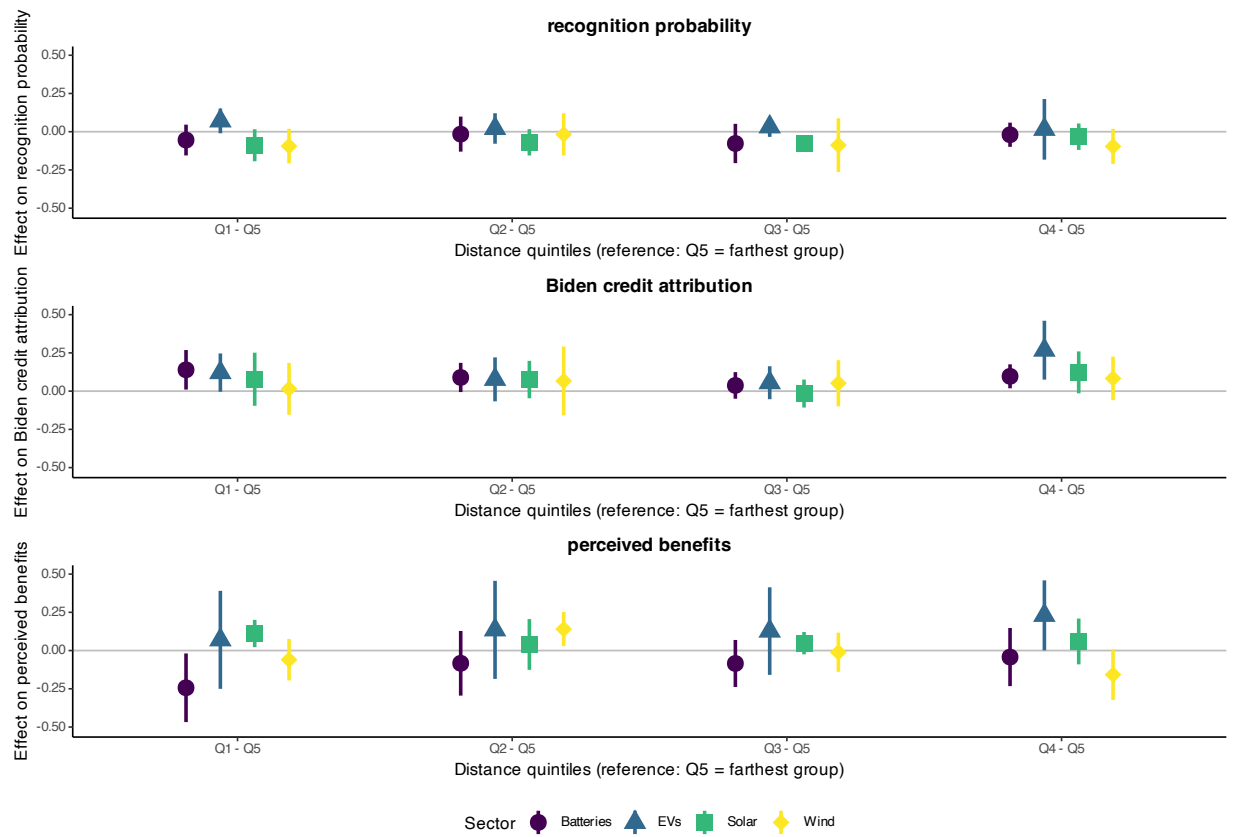 recognition probability
Effect on recognition probability
0.50
0.25
0.00
-0.25
-0.50
Q1 - Q5
Q2 - Q5
Q3 - Q5
Q4 - Q5
Distance quintiles (reference: Q5 = farthest group)
Biden credit attribution
Effect on Biden credit attribution
0.50
0.25
0.00
-0.25
-0.50
Q1 - Q5
Q2 - Q5
Q3 - Q5
Q4 - Q5
Distance quintiles (reference: Q5 = farthest group)
perceived benefits
Effect on perceived benefits
0.50
0.25
0.00
-0.25
-0.50
Q1 - Q5
Q2 - Q5
Q3 - Q5
Q4 - Q5
Distance quintiles (reference: Q5 = farthest group)
Sector Batteries EVs Solar Wind